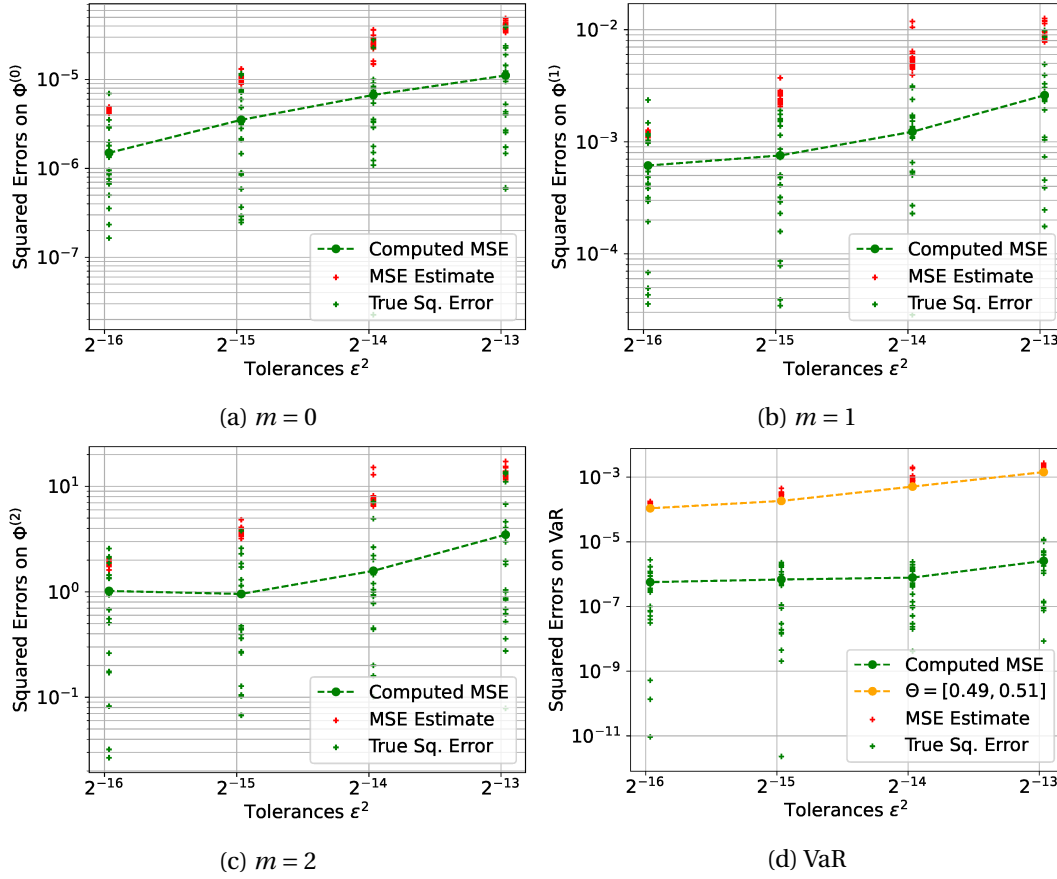 Squared Errors on Φ⁽⁰⁾
10⁻⁵
10⁻⁶
10⁻⁷
Computed MSE
MSE Estimate
True Sq. Error
2⁻¹⁶ 2⁻¹⁵ 2⁻¹⁴ 2⁻¹³
Tolerances ε²
(a) m = 0
Squared Errors on Φ⁽¹⁾
10⁻²
10⁻³
10⁻⁴
Computed MSE
MSE Estimate
True Sq. Error
2⁻¹⁶ 2⁻¹⁵ 2⁻¹⁴ 2⁻¹³
Tolerances ε²
(b) m = 1
Squared Errors on Φ⁽²⁾
10¹
10⁰
10⁻¹
Computed MSE
MSE Estimate
True Sq. Error
2⁻¹⁶ 2⁻¹⁵ 2⁻¹⁴ 2⁻¹³
Tolerances ε²
(c) m = 2
Squared Errors on VaR
10⁻³
10⁻⁵
10⁻⁷
10⁻⁹
10⁻¹¹
Computed MSE
Θ = [0.49, 0.51]
MSE Estimate
True Sq. Error
2⁻¹⁶ 2⁻¹⁵ 2⁻¹⁴ 2⁻¹³
Tolerances ε²
(d) VaR